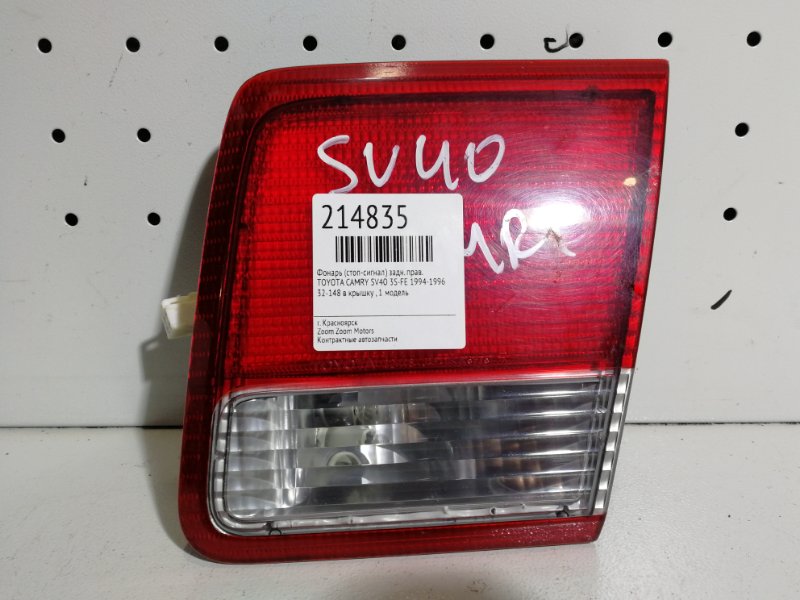 SV40
214835
Фонарь (стоп-сигнал) задн. прав.
TOYOTA CAMRY SV40 3S-FE 1994-1996
32-148 в крышку , 1 модель
г. Красноярск
Zoom Zoom Motors
Контрактные автозапчасти